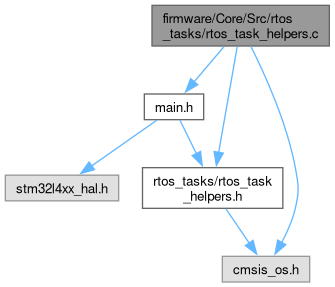 firmware/Core/Src/rtos
_tasks/rtos_task_helpers.c
main.h
stm32l4xx_hal.h
rtos_tasks/rtos_task
_helpers.h
cmsis_os.h